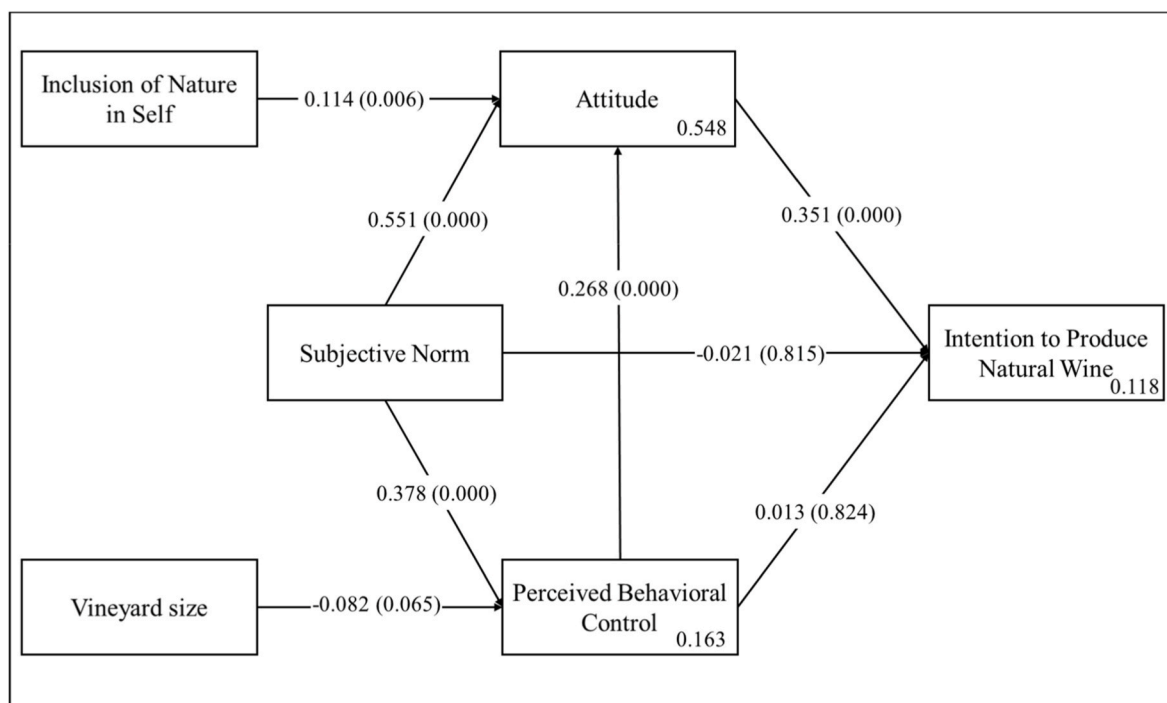 Inclusion of Nature
in Self
0.114 (0.006)
Attitude
0.548
0.551 (0.000)
0.351 (0.000)
0.268 (0.000)
Subjective Norm
-0.021 (0.815)
Intention to Produce
Natural Wine
0.118
0.378 (0.000)
0.013 (0.824)
Vineyard size
-0.082 (0.065)
Perceived Behavioral
Control
0.163